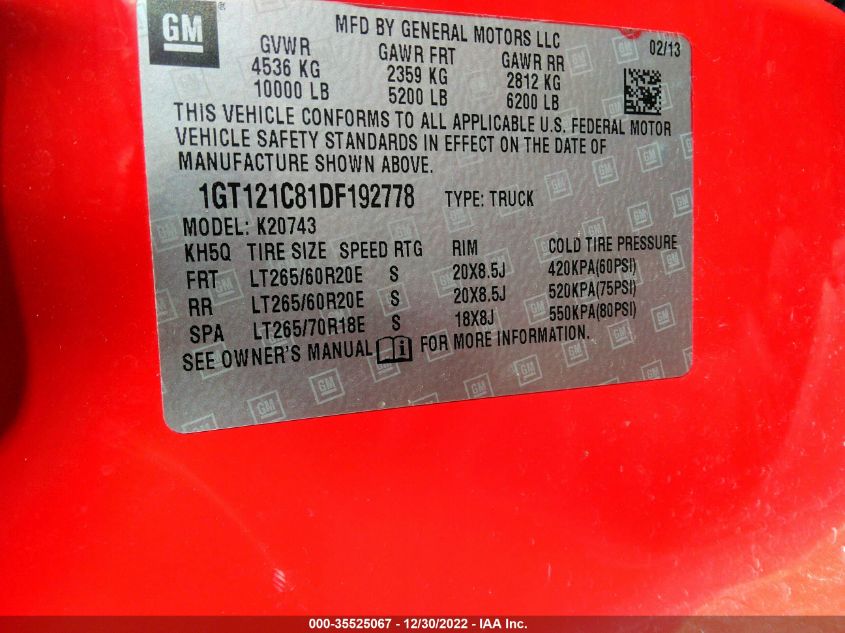 GM
MFD BY GENERAL MOTORS LLC
02/13
GVWR GAWR FRT GAWR RR
4536 KG 2359 KG 2812 KG
10000 LB 5200 LB 6200 LB
THIS VEHICLE CONFORMS TO ALL APPLICABLE U.S. FEDERAL MOTOR
VEHICLE SAFETY STANDARDS IN EFFECT ON THE DATE OF
MANUFACTURE SHOWN ABOVE.
1GT121C81DF192778 TYPE: TRUCK
MODEL: K20743
KH5Q TIRE SIZE SPEED RTG RIM COLD TIRE PRESSURE
FRT LT265/60R20E S 20X8.5J 420KPA(60PSI)
RR LT265/60R20E S 20X8.5J 520KPA(75PSI)
SPA LT265/70R18E S 18X8J 550KPA(80PSI)
SEE OWNER'S MANUAL FOR MORE INFORMATION.
000-35525067 - 12/30/2022 - IAA Inc.